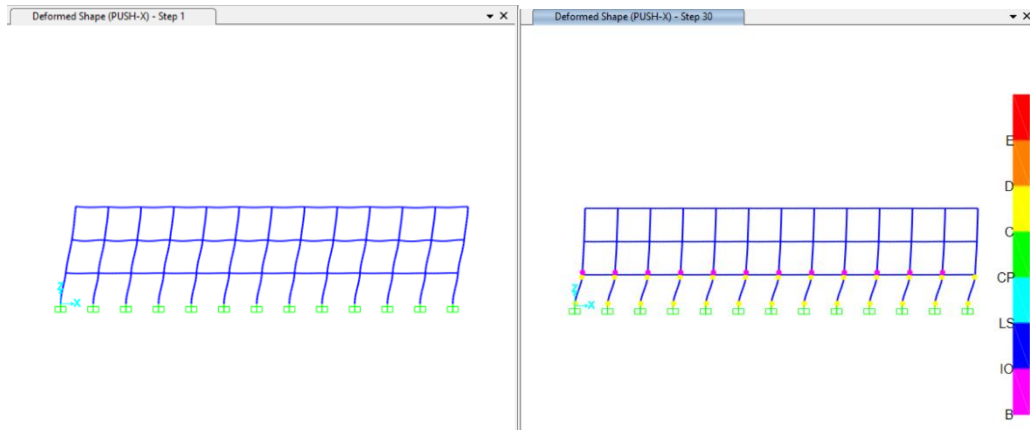 Deformed Shape (PUSH-X) - Step 1
Z
X
Deformed Shape (PUSH-X) - Step 30
Z
X
E
D
C
CP
LS
IO
B